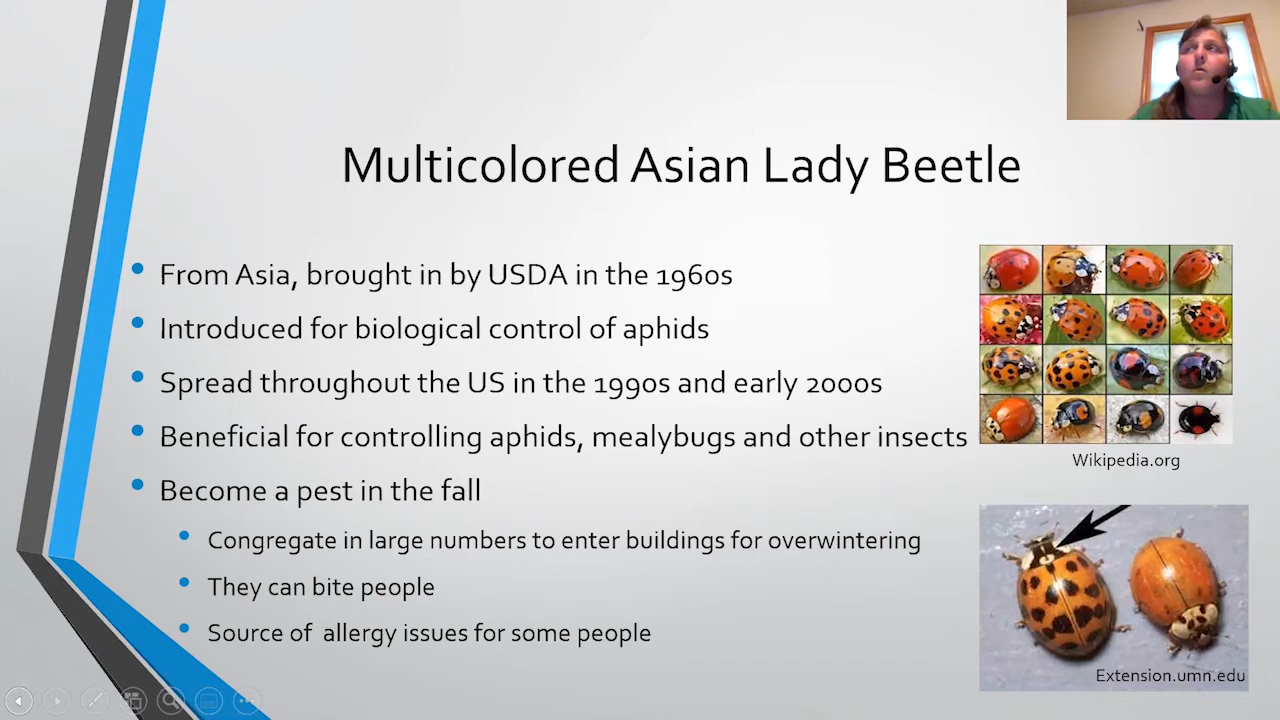 Multicolored Asian Lady Beetle
From Asia, brought in by USDA in the 1960s
Introduced for biological control of aphids
Spread throughout the US in the 1990s and early 2000s
Beneficial for controlling aphids, mealybugs and other insects
Become a pest in the fall
Congregate in large numbers to enter buildings for overwintering
They can bite people
Source of allergy issues for some people
Wikipedia.org
Extension.umn.edu